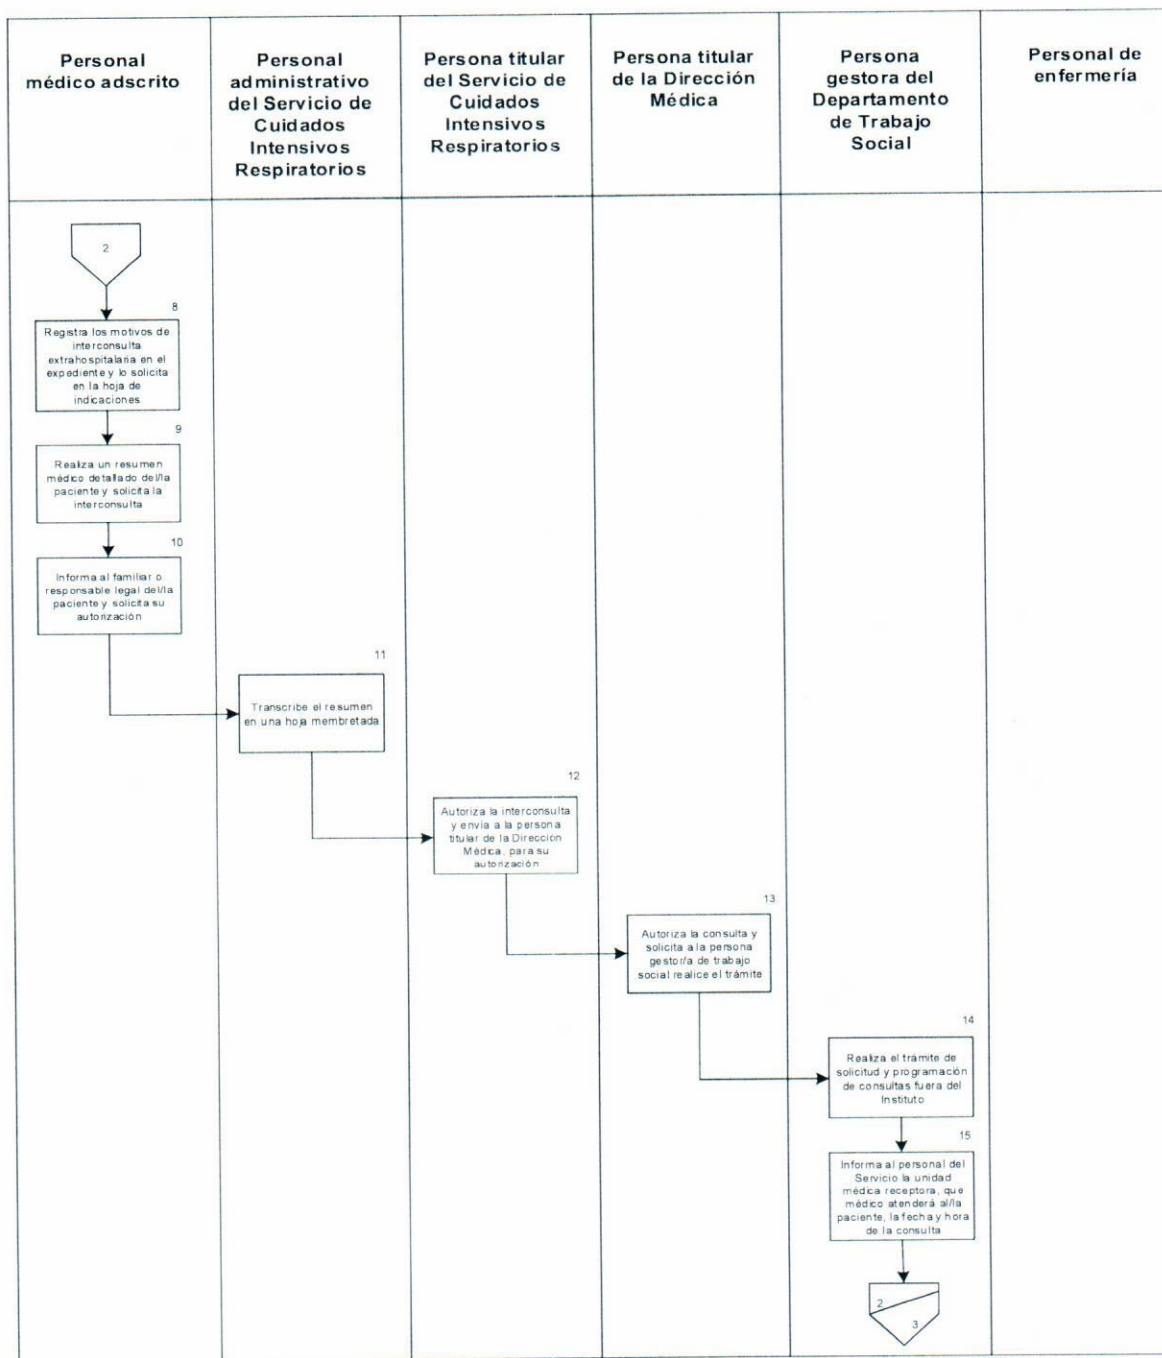 Personal
médico adscrito
Personal
administrativo
del Servicio de
Cuidados
Intensivos
Respiratorios
Persona titular
del Servicio de
Cuidados
Intensivos
Respiratorios
Persona titular
de la Dirección
Médica
Persona
gestora del
Departamento
de Trabajo
Social
Personal de
enfermería
2
8
Registra los motivos de
interconsulta
extrahospitalaria en el
expediente y lo solicita
en la hoja de
indicaciones
9
Realiza un resumen
médico detallado del/la
paciente y solicita la
interconsulta
10
Informa al familiar o
responsable legal del/la
paciente y solicita su
autorización
11
Transcribe el resumen
en una hoja membretada
12
Autoriza la interconsulta
y envía a la persona
titular de la Dirección
Médica, para su
autorización
13
Autoriza la consulta y
solicita a la persona
gestor/a de trabajo
social realice el trámite
14
Realiza el trámite de
solicitud y programación
de consultas fuera del
Instituto
15
Informa al personal del
Servicio la unidad
médica receptora, que
médico atenderá al/la
paciente, la fecha y hora
de la consulta
2
3